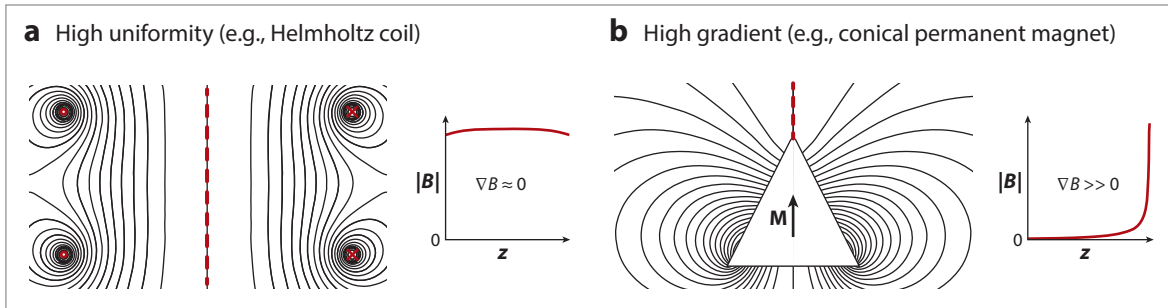 a High uniformity (e.g., Helmholtz coil)
|B|
∇B ≈ 0
0
z
b High gradient (e.g., conical permanent magnet)
M
|B|
∇B >> 0
0
z